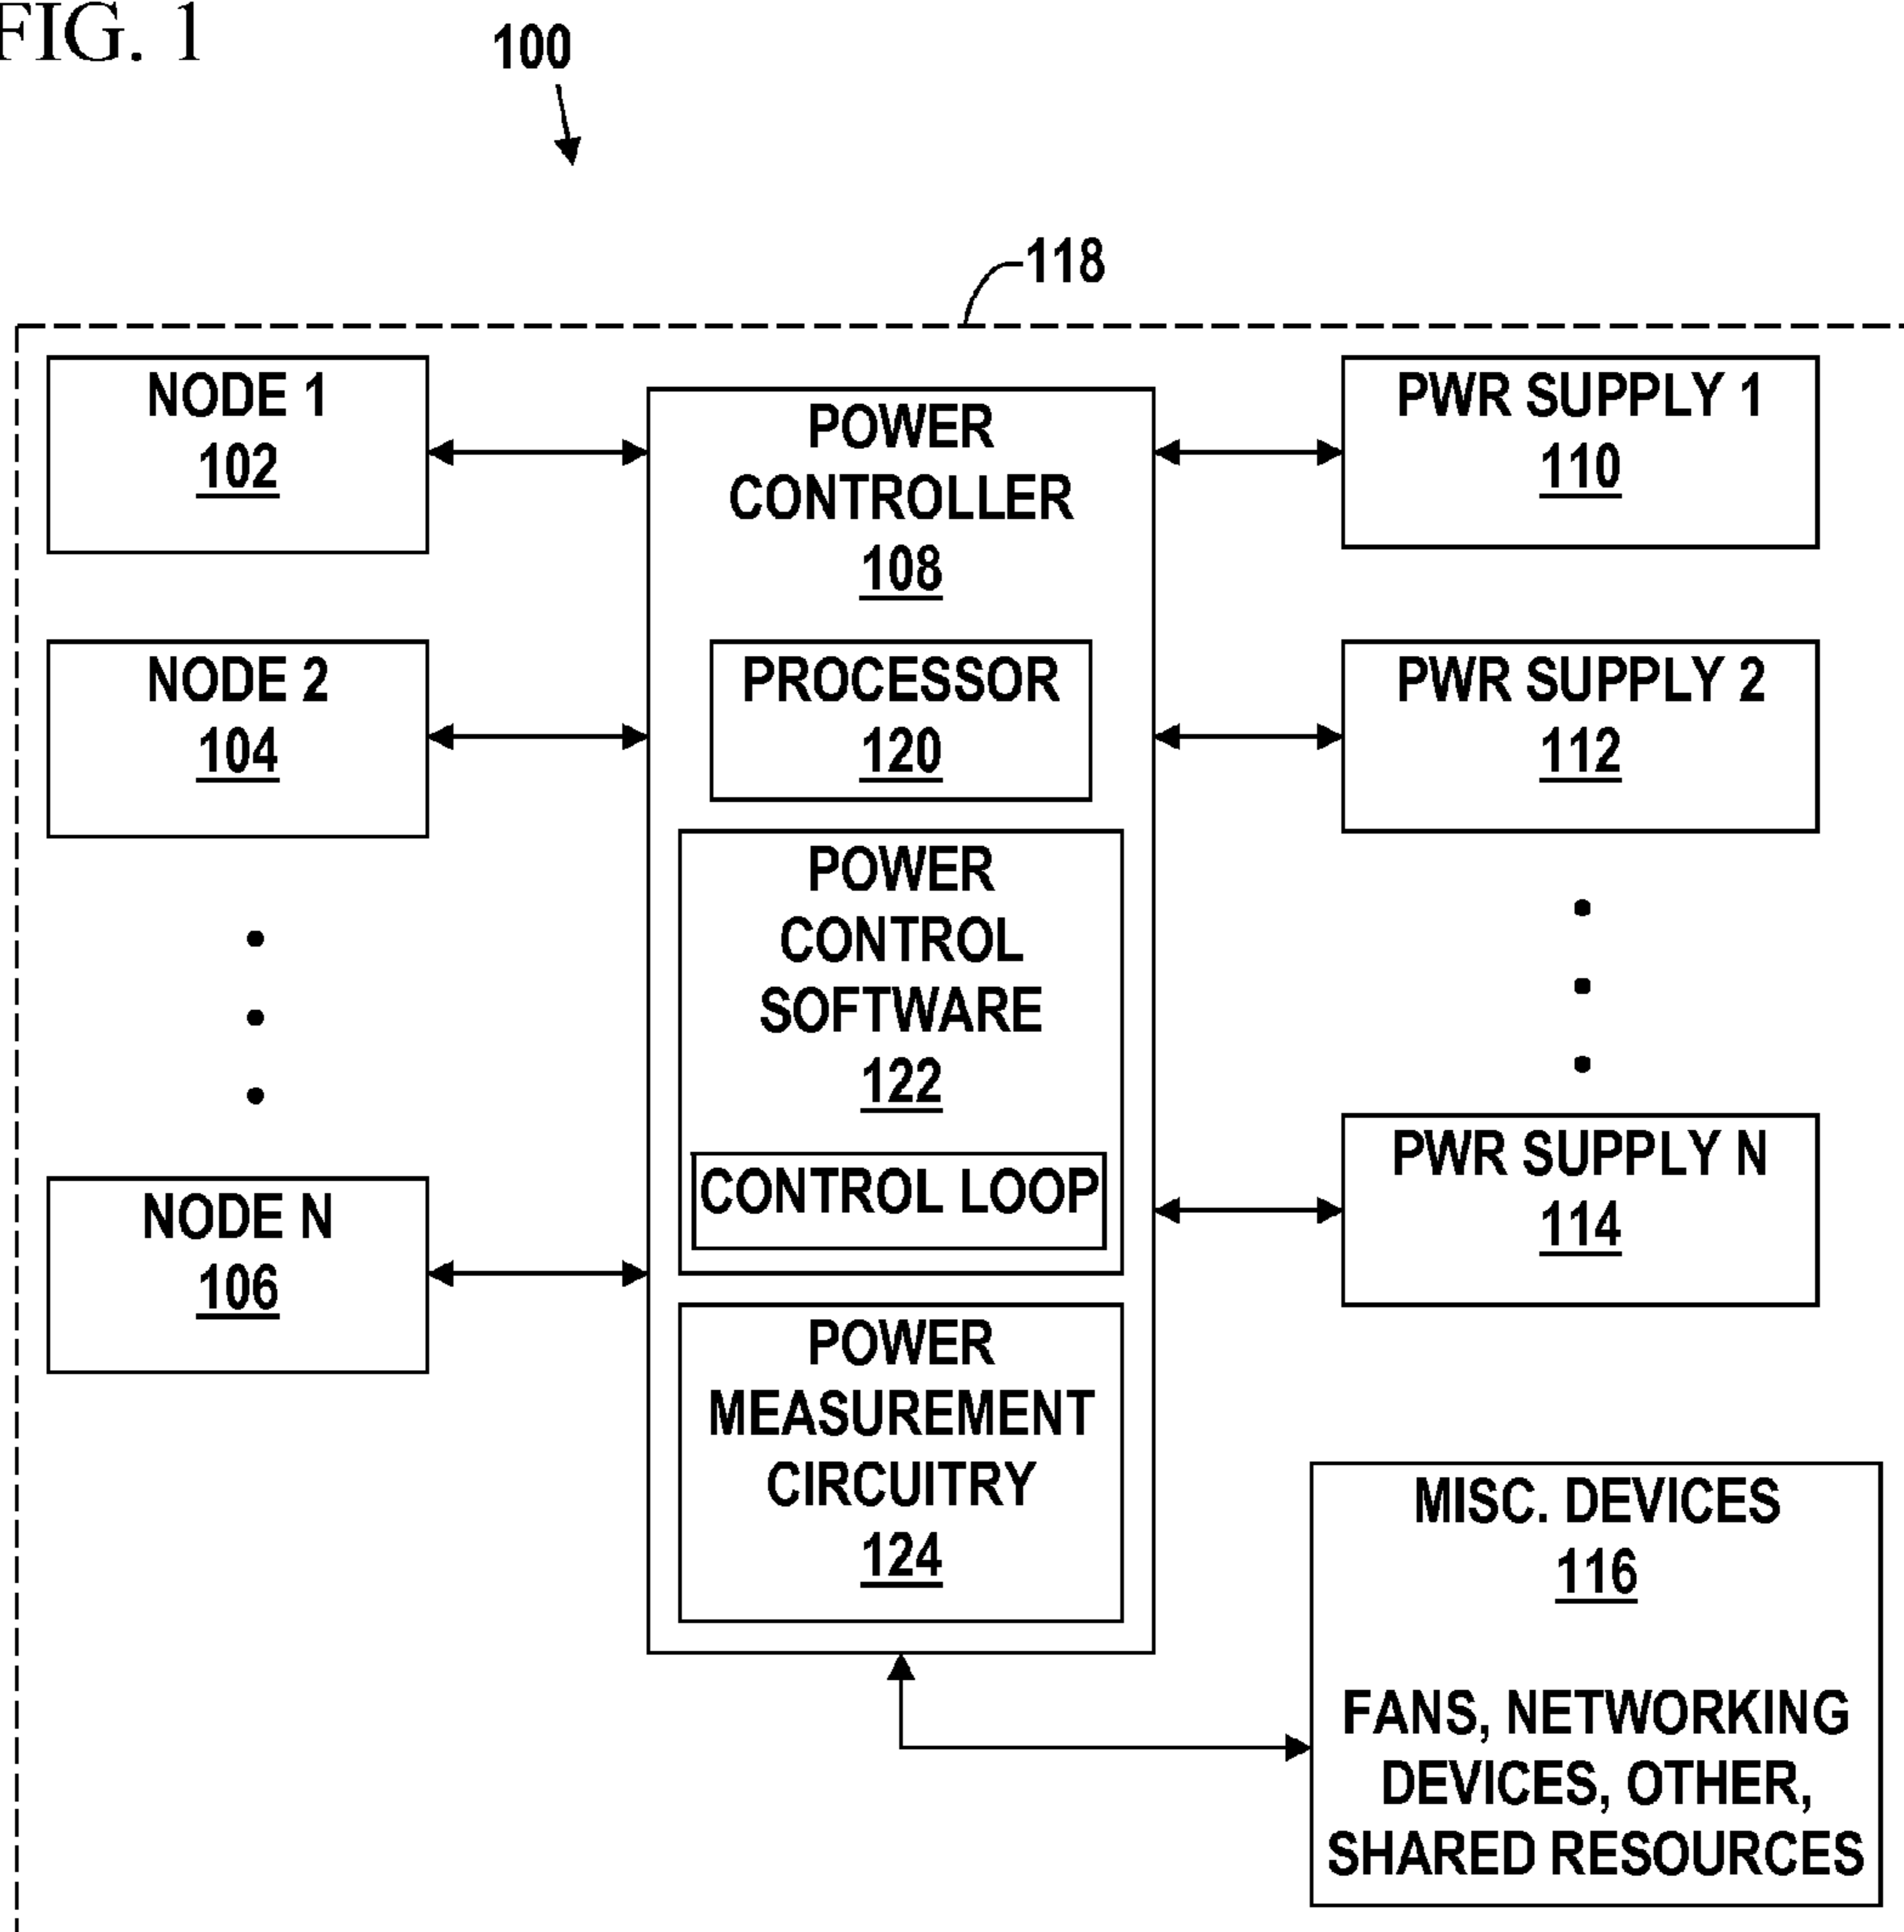 FIG. 1
100
118
NODE 1
102
NODE 2
104
NODE N
106
POWER
CONTROLLER
108
PROCESSOR
120
POWER
CONTROL
SOFTWARE
122
CONTROL LOOP
POWER
MEASUREMENT
CIRCUITRY
124
PWR SUPPLY 1
110
PWR SUPPLY 2
112
PWR SUPPLY N
114
MISC. DEVICES
116
FANS, NETWORKING
DEVICES, OTHER,
SHARED RESOURCES